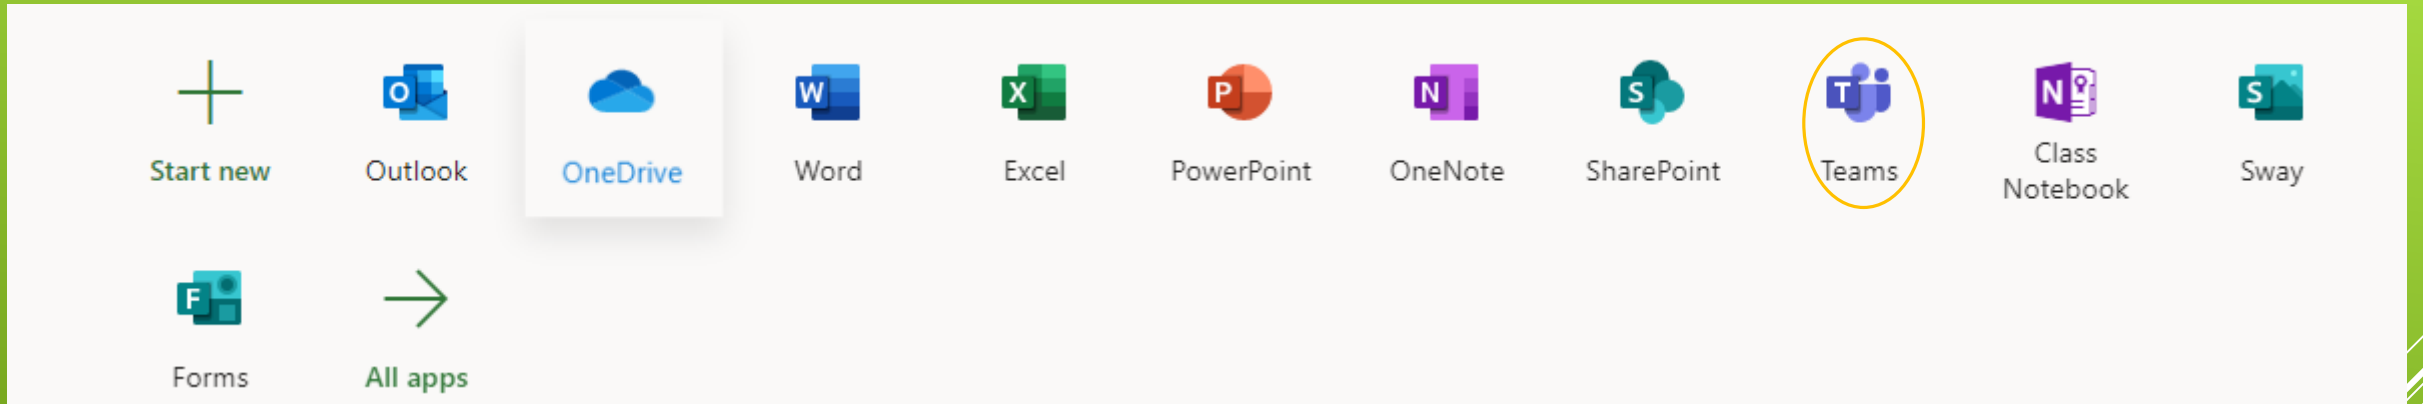 Start new
Outlook
OneDrive
Word
Excel
PowerPoint
OneNote
SharePoint
Teams
Class
Notebook
Sway
Forms
All apps
O
W
X
P
N
S
T
N
S
F